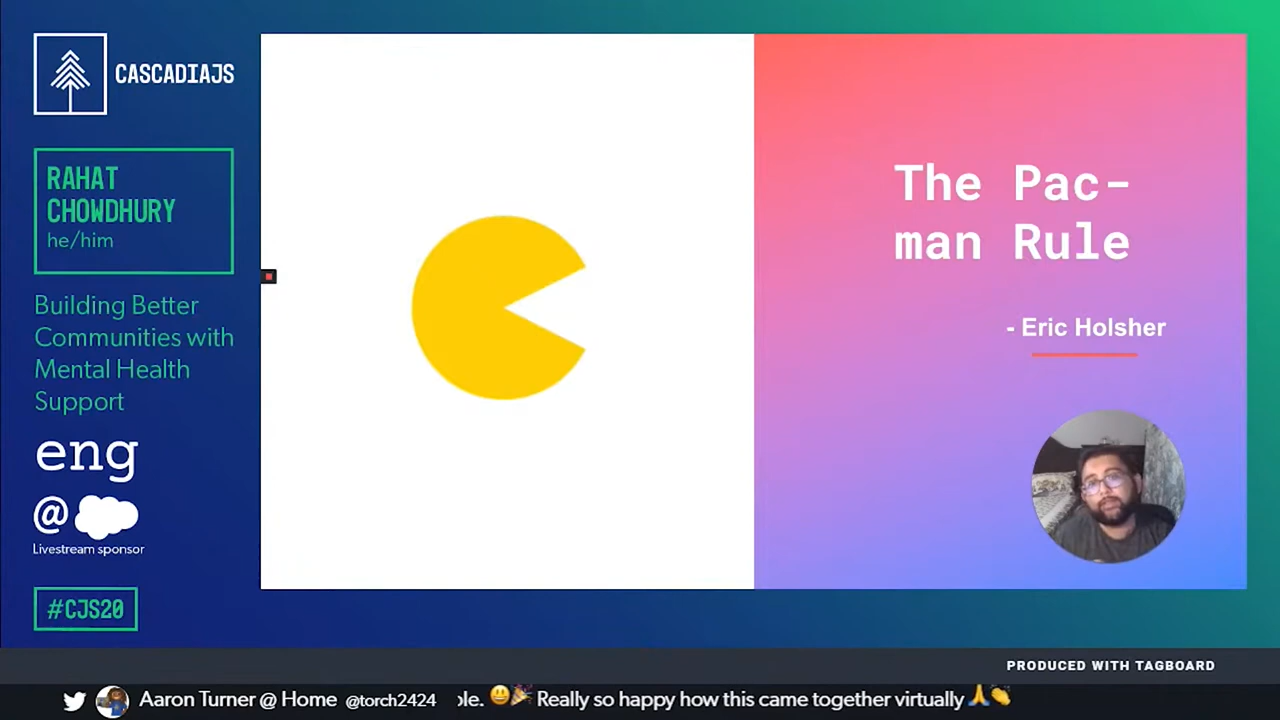 CASCADIAJS
RAHAT
CHOWDHURY
he/him
Building Better
Communities with
Mental Health
Support
eng
@
Livestream sponsor
#CJS20
The Pac-
man Rule
- Eric Holsher
PRODUCED WITH TAGBOARD
Aaron Turner @ Home @torch2424 Really so happy how this came together virtually 🙏👏